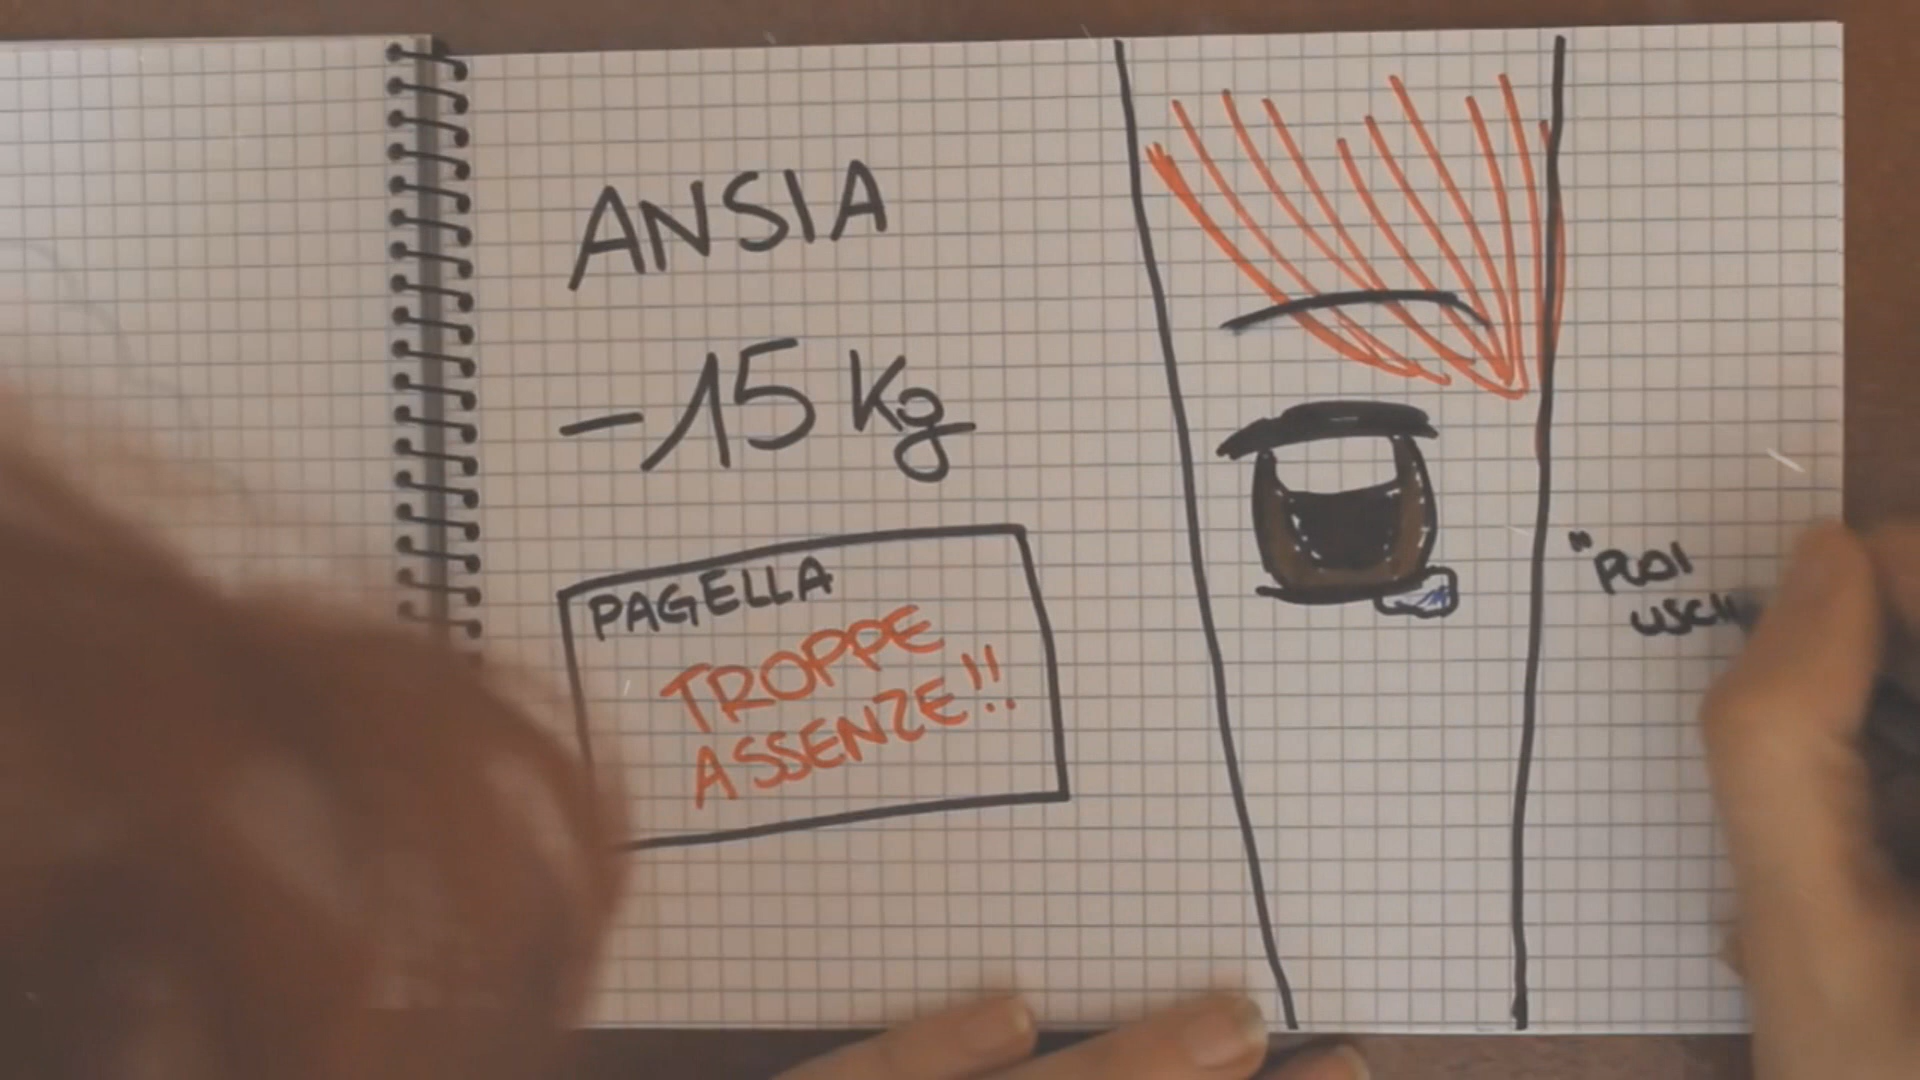 ANSIA
-15 Kg
PAGELLA
TROPPE
ASSENZE!!
"PUOI